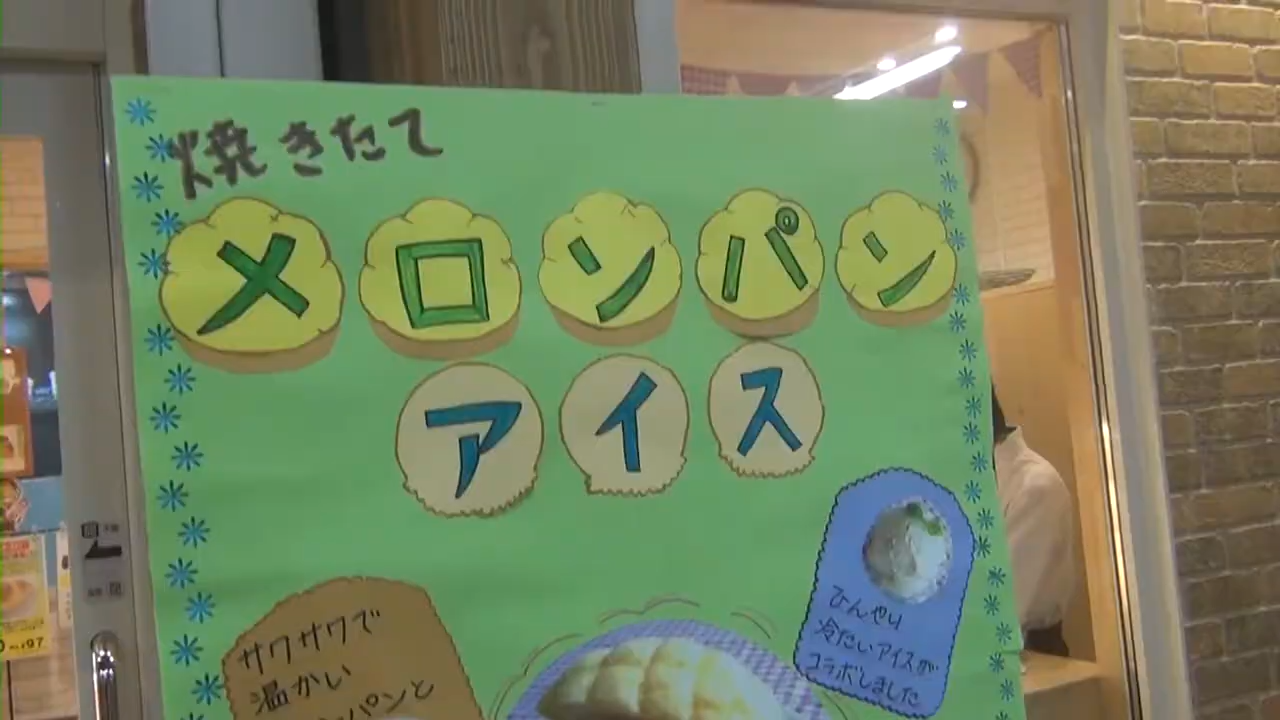 焼きたて
メロンパン
アイス
サクサクで
温かい
ンパンと
ひんやり
冷たいアイスが
コラボしました